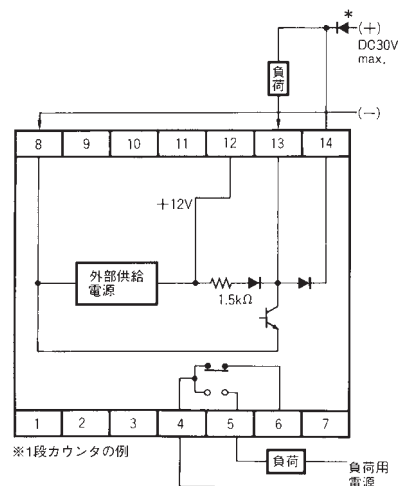 *
(+)
DC30V
max.
負荷
(−)
8 9 10 11 12 13 14
+12V
外部供給
電源
1.5kΩ
1 2 3 4 5 6 7
※1段カウンタの例
負荷
負荷用
電源